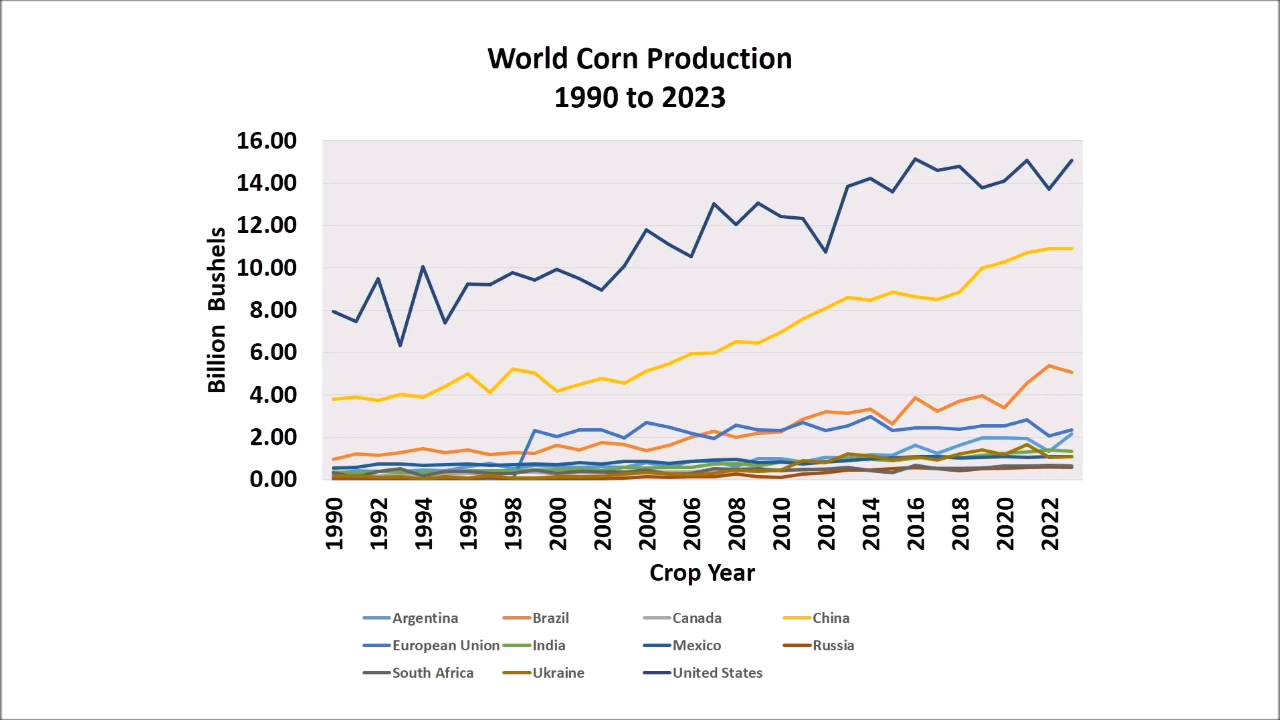 World Corn Production
1990 to 2023
16.00
14.00
12.00
10.00
8.00
6.00
4.00
2.00
0.00
Billion Bushels
1990 1992 1994 1996 1998 2000 2002 2004 2006 2008 2010 2012 2014 2016 2018 2020 2022
Crop Year
Argentina Brazil Canada China
European Union India Mexico Russia
South Africa Ukraine United States